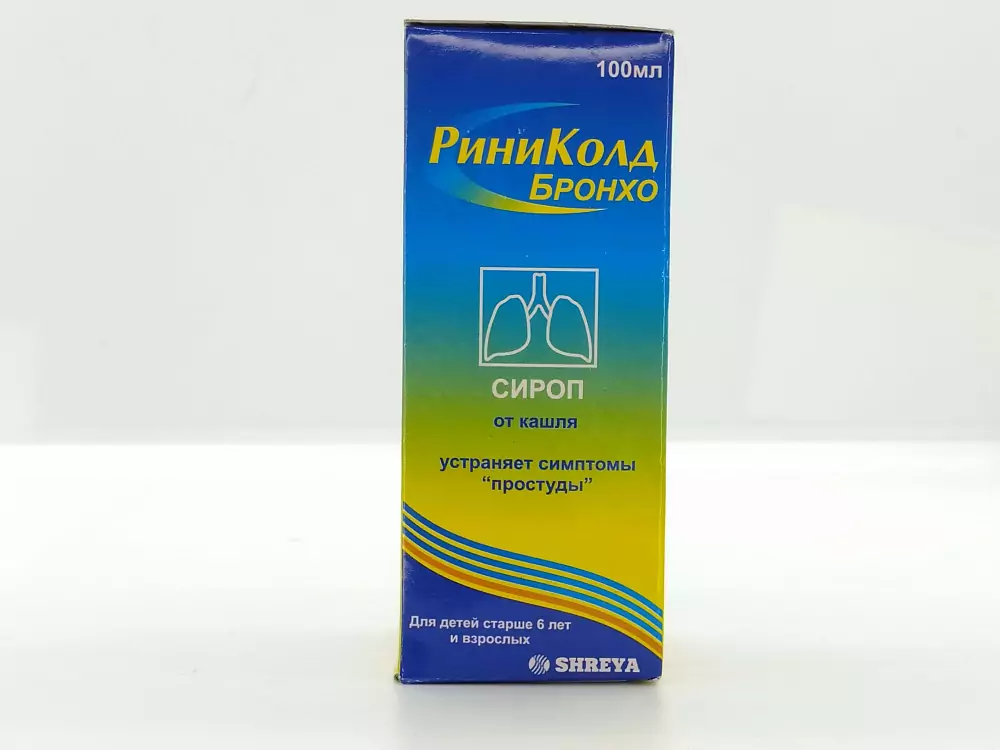 100мл
РиниКолд
Бронхо
СИРОП
от кашля
устраняет симптомы
“простуды”
Для детей старше 6 лет
и взрослых
SHREYA